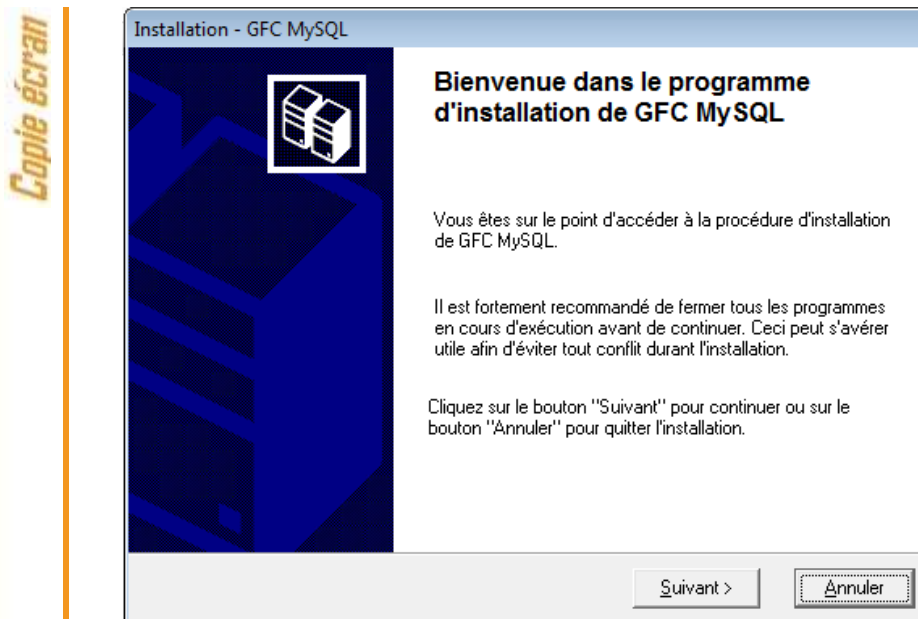 Copie écran
Installation - GFC MySQL
Bienvenue dans le programme
d'installation de GFC MySQL
Vous êtes sur le point d'accéder à la procédure d'installation
de GFC MySQL.
Il est fortement recommandé de fermer tous les programmes
en cours d'exécution avant de continuer. Ceci peut s'avérer
utile afin d'éviter tout conflit durant l'installation.
Cliquez sur le bouton "Suivant" pour continuer ou sur le
bouton "Annuler" pour quitter l'installation.
Suivant >
Annuler